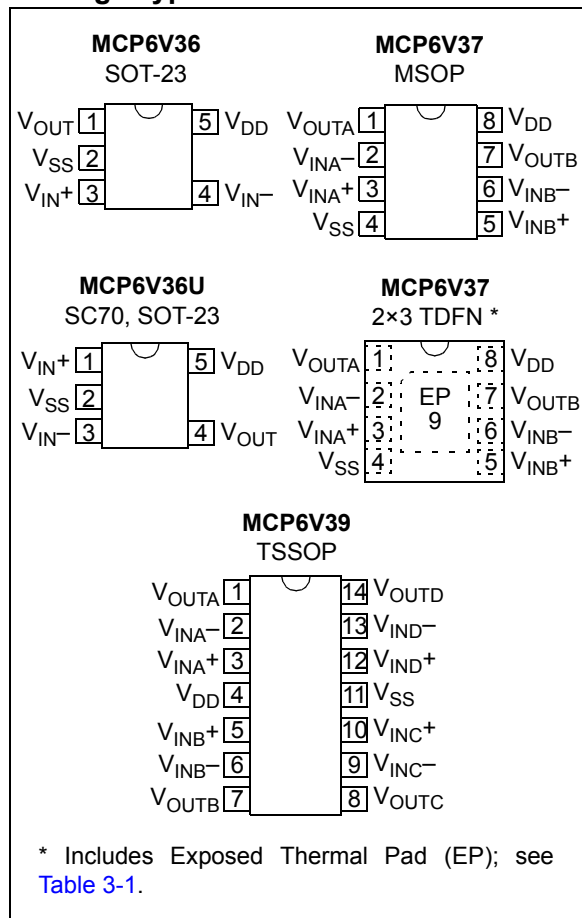 MCP6V36
SOT-23
VOUT 1
VSS 2
VIN+ 3
5 VDD
4 VIN–
MCP6V37
MSOP
VOUTA 1
VINA– 2
VINA+ 3
VSS 4
8 VDD
7 VOUTB
6 VINB–
5 VINB+
MCP6V36U
SC70, SOT-23
VIN+ 1
VSS 2
VIN– 3
5 VDD
4 VOUT
MCP6V37
2×3 TDFN *
VOUTA 1
VINA– 2
VINA+ 3
VSS 4
EP
9
8 VDD
7 VOUTB
6 VINB–
5 VINB+
MCP6V39
TSSOP
VOUTA 1
VINA– 2
VINA+ 3
VDD 4
VINB+ 5
VINB– 6
VOUTB 7
14 VOUTD
13 VIND–
12 VIND+
11 VSS
10 VINC+
9 VINC–
8 VOUTC
* Includes Exposed Thermal Pad (EP); see
Table 3-1.